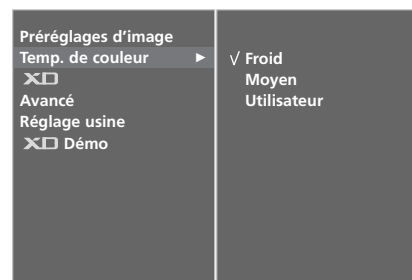 Préréglages d'image
Temp. de couleur ►
XD
Avancé
Réglage usine
XD Démo
√ Froid
Moyen
Utilisateur